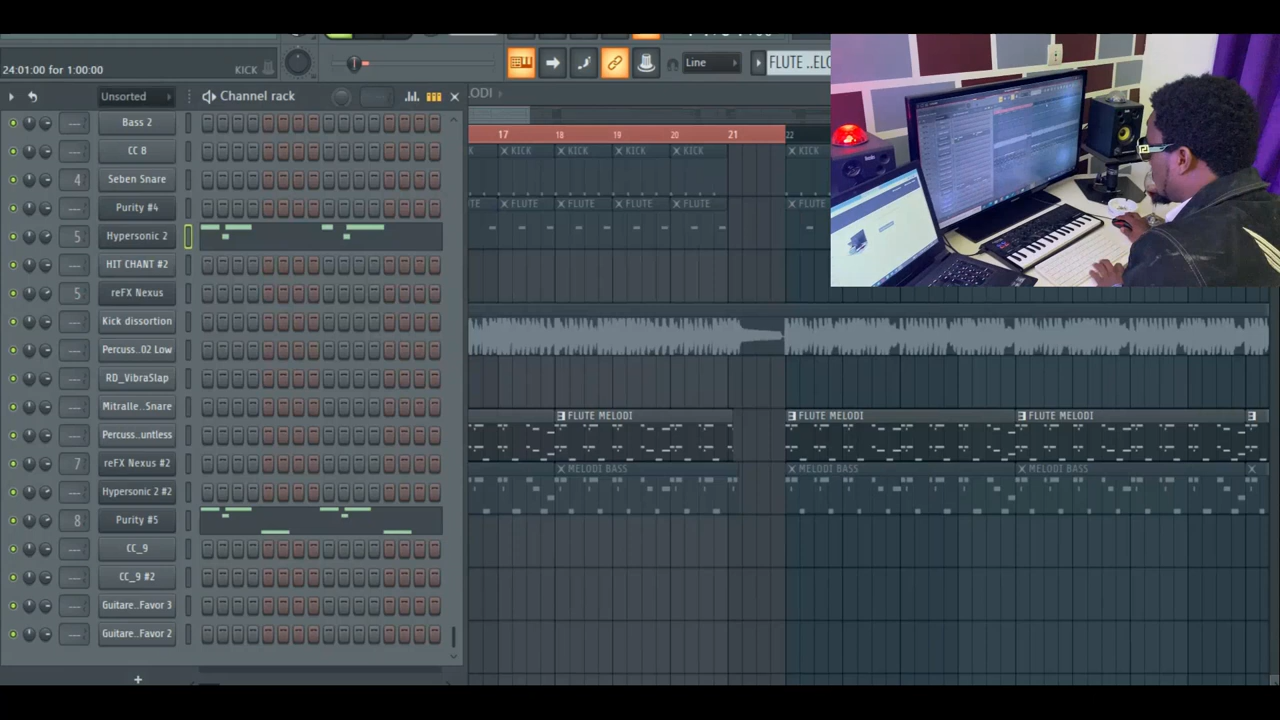 24:01:00 for 1:00:00 KICK
Line
FLUTE ..ELO
Unsorted
Channel rack
ODI
17 18 19 20 21 22
Bass 2
CC 8
4 Seben Snare
Purity #4
5 Hypersonic 2
HIT CHANT #2
5 reFX Nexus
Kick distortion
Percuss..02 Low
RD_VibraSlap
Mitralle..Snare
Percuss..untless
7 reFX Nexus #2
Hypersonic 2 #2
8 Purity #5
CC_9
CC_9 #2
Guitare..Favor 3
Guitare..Favor 2
K KICK KICK KICK KICK KICK
TE FLUTE FLUTE FLUTE FLUTE FLUTE
FLUTE MELODI FLUTE MELODI FLUTE MELODI
MELODI BASS MELODI BASS MELODI BASS